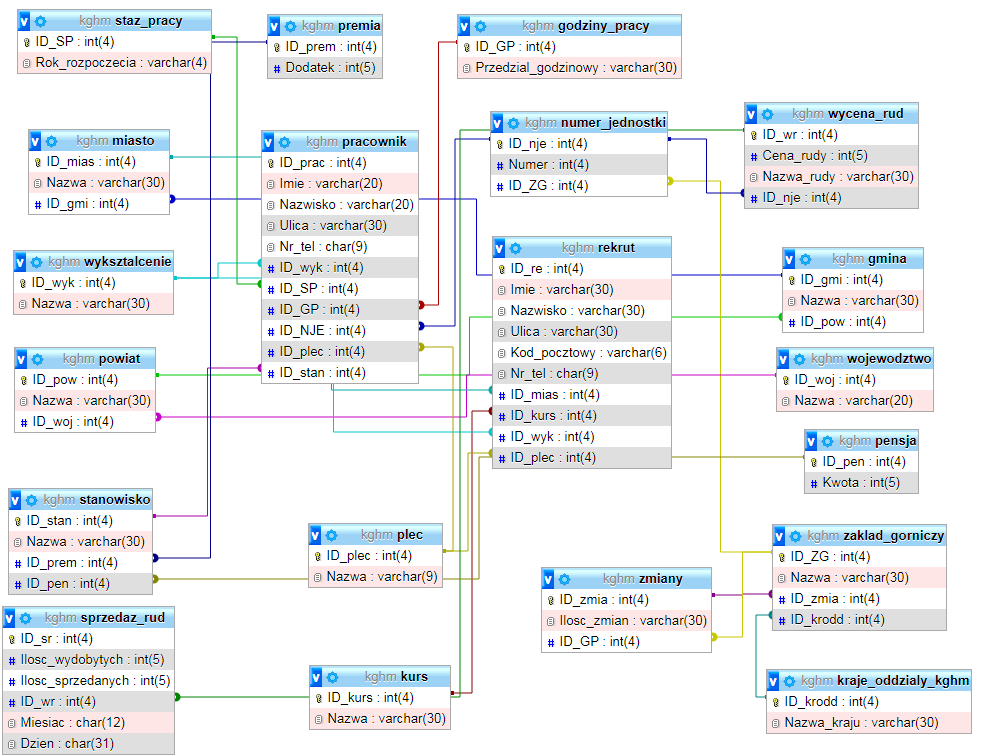 v kghm staz_pracy
ID_SP : int(4)
Rok_rozpoczecia : varchar(4)
v kghm premia
ID_prem : int(4)
# Dodatek : int(5)
v kghm godziny_pracy
ID_GP : int(4)
Przedzial_godzinowy : varchar(30)
v kghm miasto
ID_mias : int(4)
Nazwa : varchar(30)
# ID_gmi : int(4)
v kghm pracownik
ID_prac : int(4)
Imie : varchar(20)
Nazwisko : varchar(20)
Ulica : varchar(30)
Nr_tel : char(9)
# ID_wyk : int(4)
# ID_SP : int(4)
# ID_GP : int(4)
# ID_NJE : int(4)
# ID_plec : int(4)
# ID_stan : int(4)
v kghm numer_jednostki
ID_nje : int(4)
# Numer : int(4)
# ID_ZG : int(4)
v kghm wycena_rud
ID_wr : int(4)
# Cena_rudy : int(5)
Nazwa_rudy : varchar(30)
# ID_nje : int(4)
v kghm wyksztalcenie
ID_wyk : int(4)
Nazwa : varchar(30)
v kghm rekrut
ID_re : int(4)
Imie : varchar(30)
Nazwisko : varchar(30)
Ulica : varchar(30)
Kod_pocztowy : varchar(6)
Nr_tel : char(9)
# ID_mias : int(4)
# ID_kurs : int(4)
# ID_wyk : int(4)
# ID_plec : int(4)
v kghm gmina
ID_gmi : int(4)
Nazwa : varchar(30)
# ID_pow : int(4)
v kghm powiat
ID_pow : int(4)
Nazwa : varchar(30)
# ID_woj : int(4)
v kghm wojewodztwo
ID_woj : int(4)
Nazwa : varchar(20)
v kghm pensja
ID_pen : int(4)
# Kwota : int(5)
v kghm stanowisko
ID_stan : int(4)
Nazwa : varchar(30)
# ID_prem : int(4)
# ID_pen : int(4)
v kghm plec
ID_plec : int(4)
Nazwa : varchar(9)
v kghm zmiany
ID_zmia : int(4)
Ilosc_zmian : varchar(30)
# ID_GP : int(4)
v kghm zaklad_gorniczy
ID_ZG : int(4)
Nazwa : varchar(30)
# ID_zmia : int(4)
# ID_krodd : int(4)
v kghm sprzedaz_rud
ID_sr : int(4)
# Ilosc_wydobytych : int(5)
# Ilosc_sprzedanych : int(5)
# ID_wr : int(4)
Miesiac : char(12)
Dzien : char(31)
v kghm kurs
ID_kurs : int(4)
Nazwa : varchar(30)
v kghm kraje_oddzialy_kghm
ID_krodd : int(4)
Nazwa_kraju : varchar(30)